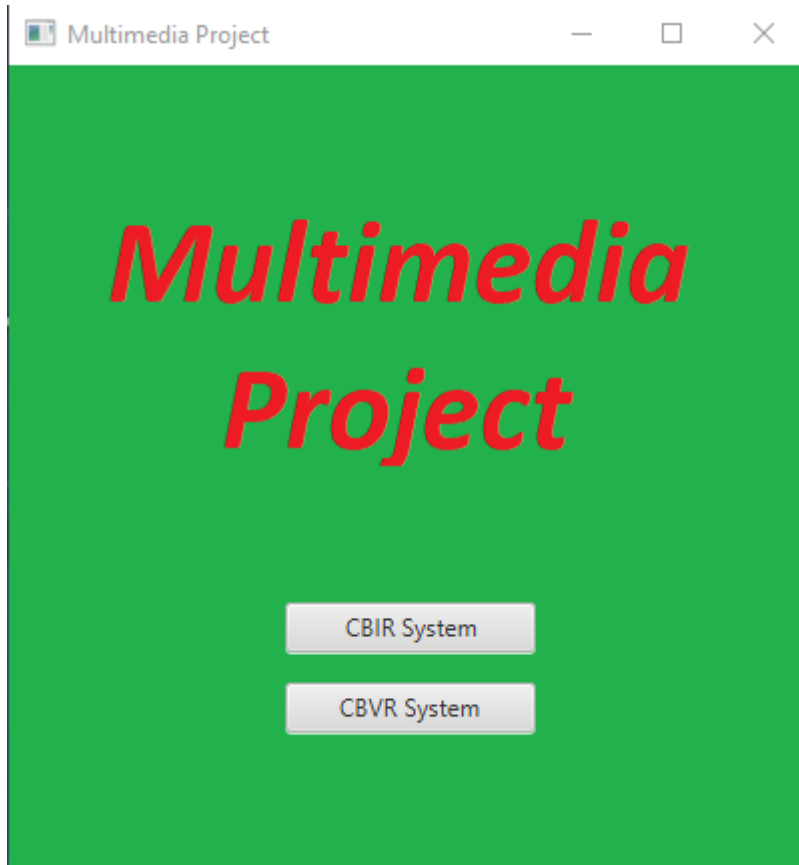 Multimedia Project
Multimedia
Project
CBIR System
CBVR System